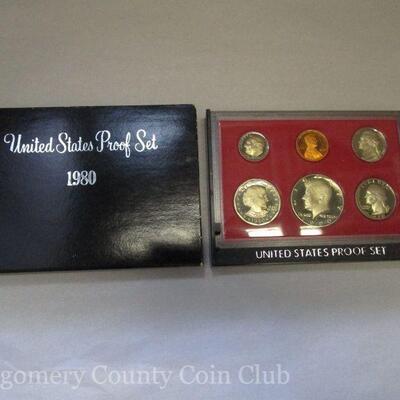 United States Proof Set
1980
UNITED STATES PROOF SET
gomery County Coin Club